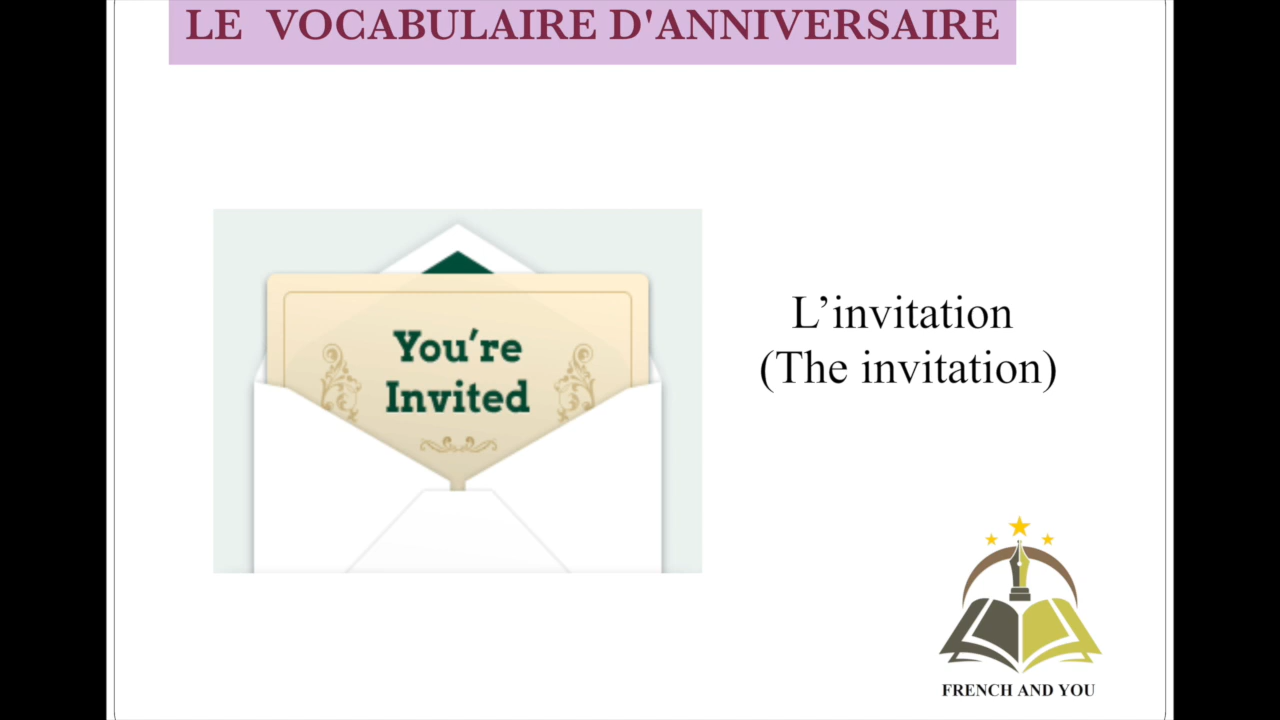 LE VOCABULAIRE D'ANNIVERSAIRE
You're
Invited
L'invitation
(The invitation)
FRENCH AND YOU